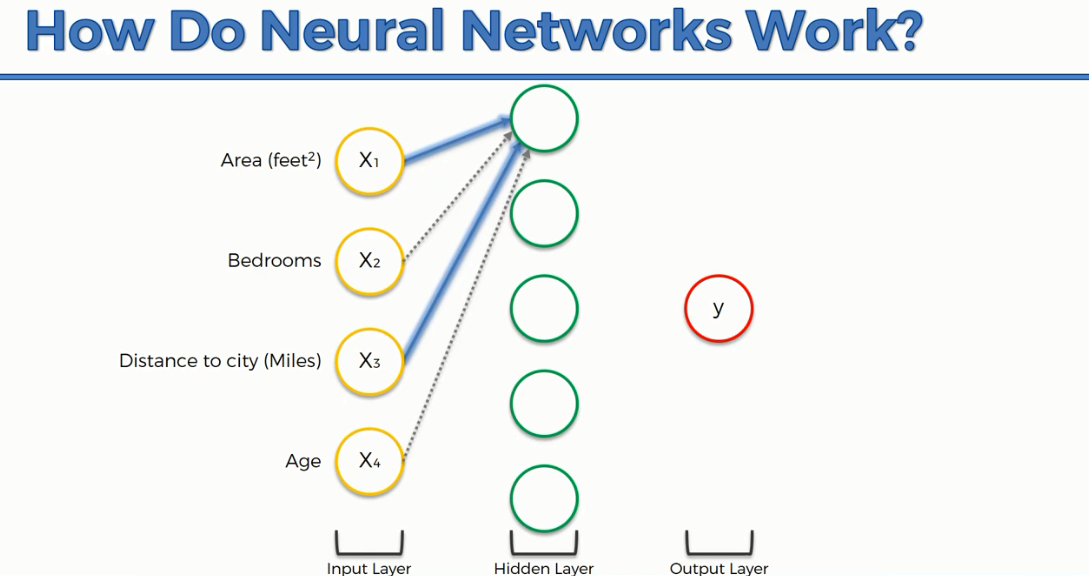 How Do Neural Networks Work?
Area (feet²)
X₁
Bedrooms
X₂
Distance to city (Miles)
X₃
y
Age
X₄
Input Layer
Hidden Layer
Output Layer